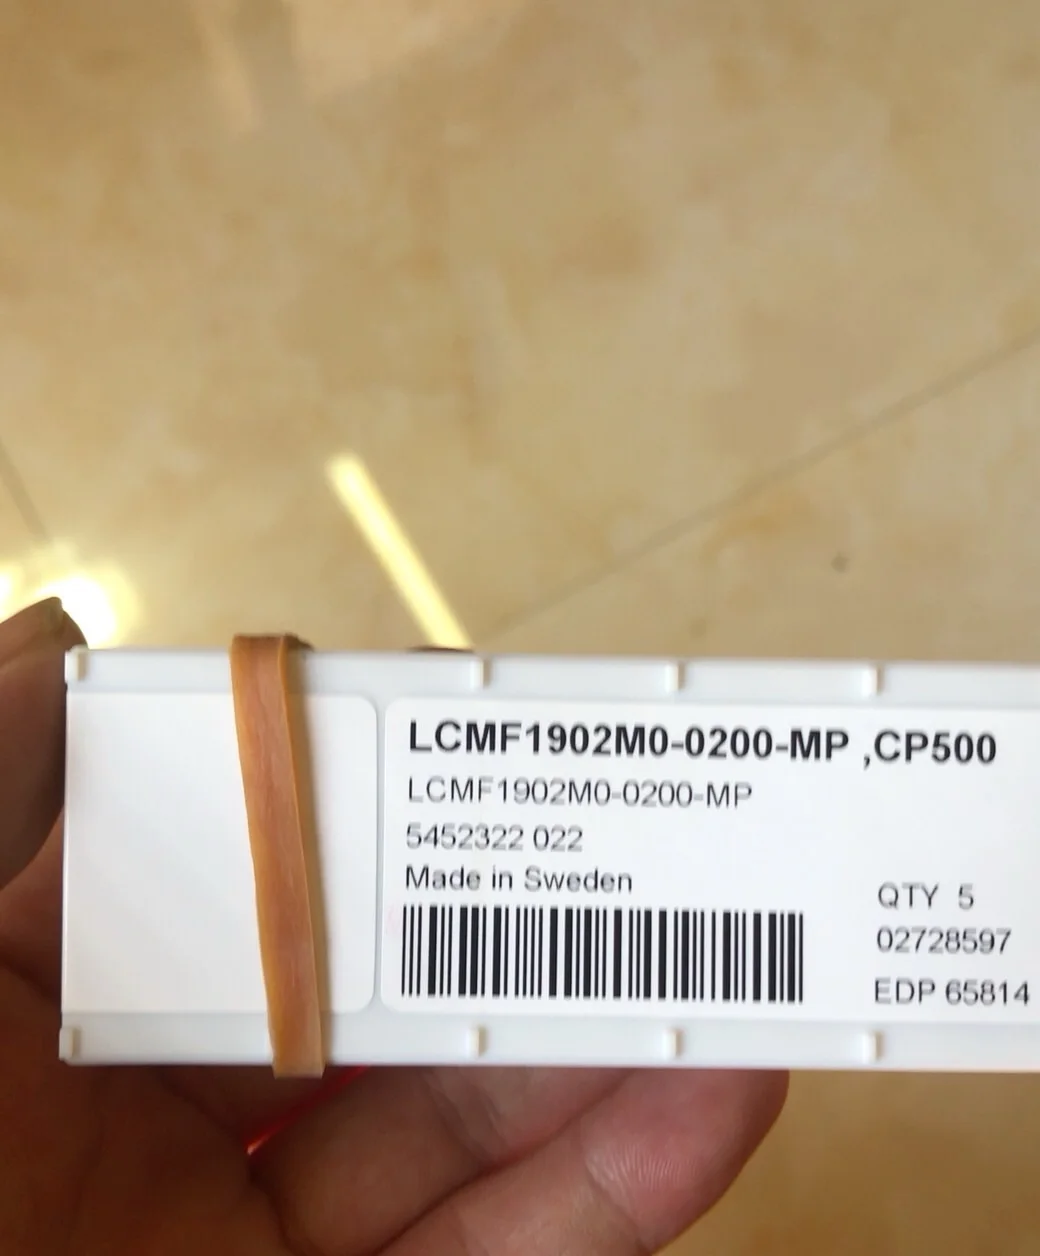 LCMF1902M0-0200-MP ,CP500
LCMF1902M0-0200-MP
5452322 022
Made in Sweden
QTY 5
02728597
EDP 65814